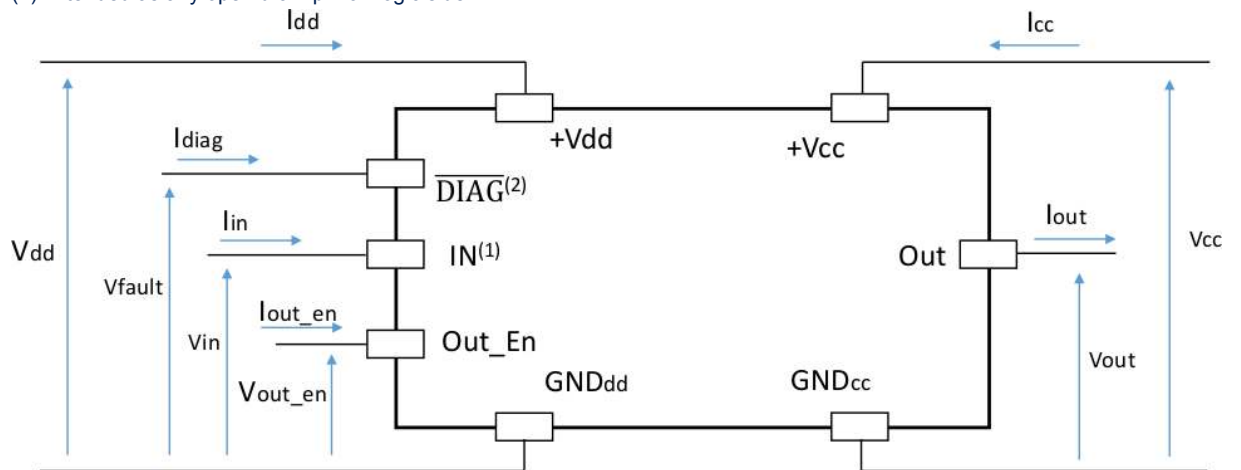 Idd
Icc
+Vdd
+Vcc
Idiag
DIAG(2)
Iin
IN(1)
Out
Iout
Vdd
Vcc
Vfault
Iout_en
Vin
Out_En
Vout
Vout_en
GNDdd
GNDcc